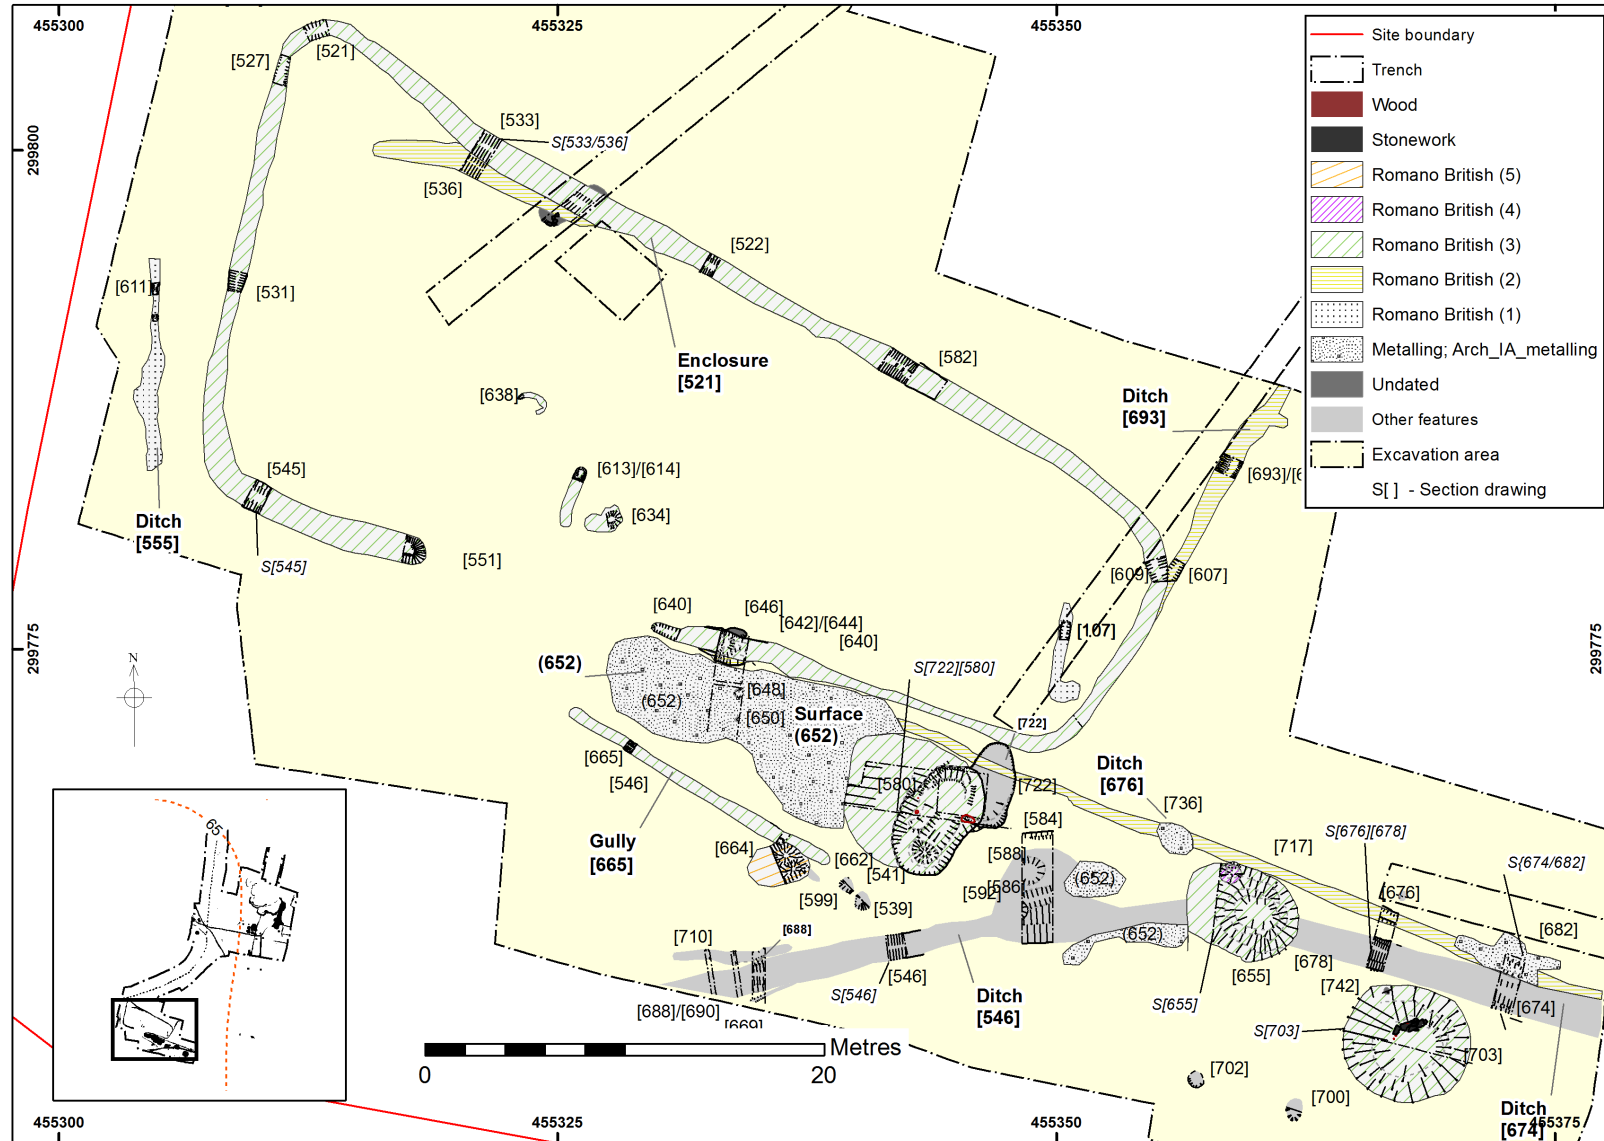 455300
455325
455350
Site boundary
Trench
Wood
Stonework
Romano British (5)
Romano British (4)
Romano British (3)
Romano British (2)
Romano British (1)
Metalling; Arch_IA_metalling
Undated
Other features
Excavation area
S[ ]  - Section drawing
299800
299775
299775
[527]
[521]
[533]
S[533/536]
[536]
[522]
[611]
[531]
Enclosure
[521]
[582]
Ditch
[693]
[638]
[693]/[6
[545]
[613]/[614]
[634]
Ditch
[555]
S[545]
[551]
[609]
[607]
[640]
[646]
[642]/[644]
[640]
[107]
(652)
S[722][580]
(652)
[648]
[650]
Surface
(652)
[722]
N
[665]
[546]
[580]
[722]
Ditch
[676]
[736]
[584]
Gully
[665]
[664]
[662]
[541]
[588]
[586]
[592]
(652)
[717]
S[676][678]
S{674/682]
[599]
[539]
[676]
[710]
[688]
(652)
[682]
[546]
S[546]
[655]
[678]
[742]
[674]
[688]/[690]
[669]
Ditch
[546]
S[655]
S[703]
[703]
Metres
0
20
[702]
[700]
Ditch
[674]
65
455300
455325
455350
455375